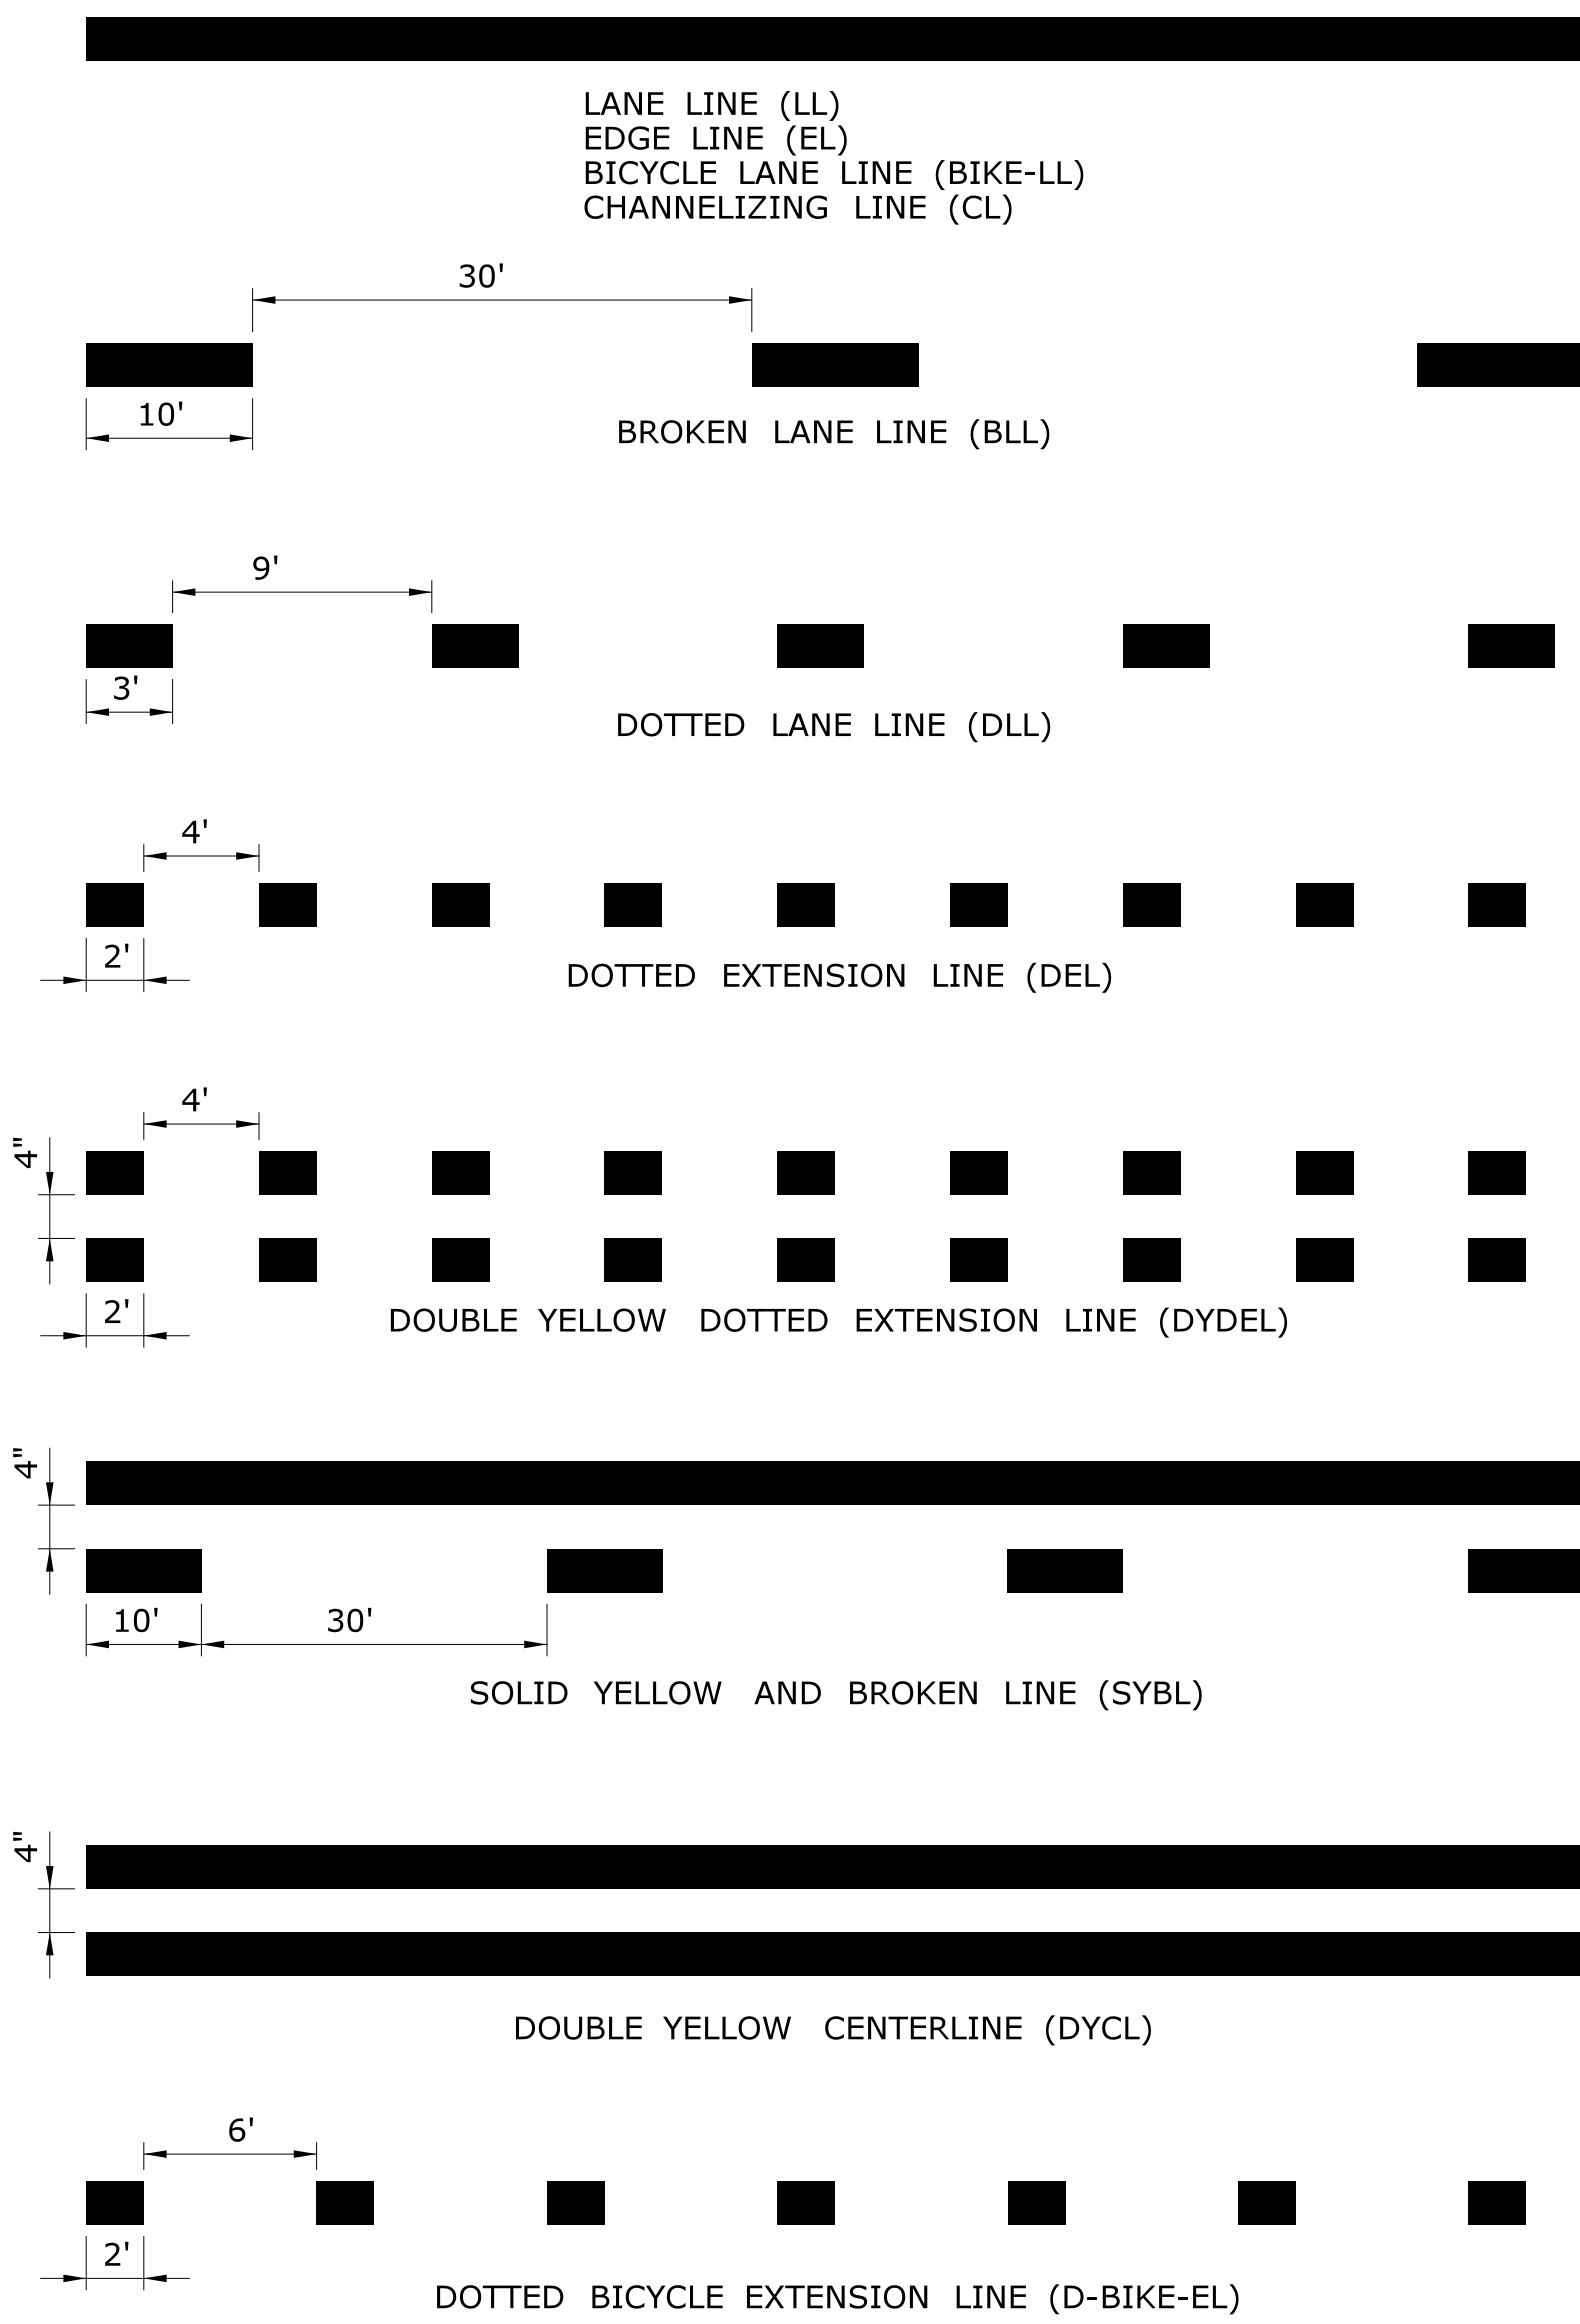 LANE LINE (LL)
EDGE LINE (EL)
BICYCLE LANE LINE (BIKE-LL)
CHANNELIZING LINE (CL)
30'
10'
BROKEN LANE LINE (BLL)
9'
3'
DOTTED LANE LINE (DLL)
4'
2'
DOTTED EXTENSION LINE (DEL)
4'
4"
2'
DOUBLE YELLOW DOTTED EXTENSION LINE (DYDEL)
4"
10'
30'
SOLID YELLOW AND BROKEN LINE (SYBL)
4"
DOUBLE YELLOW CENTERLINE (DYCL)
6'
2'
DOTTED BICYCLE EXTENSION LINE (D-BIKE-EL)